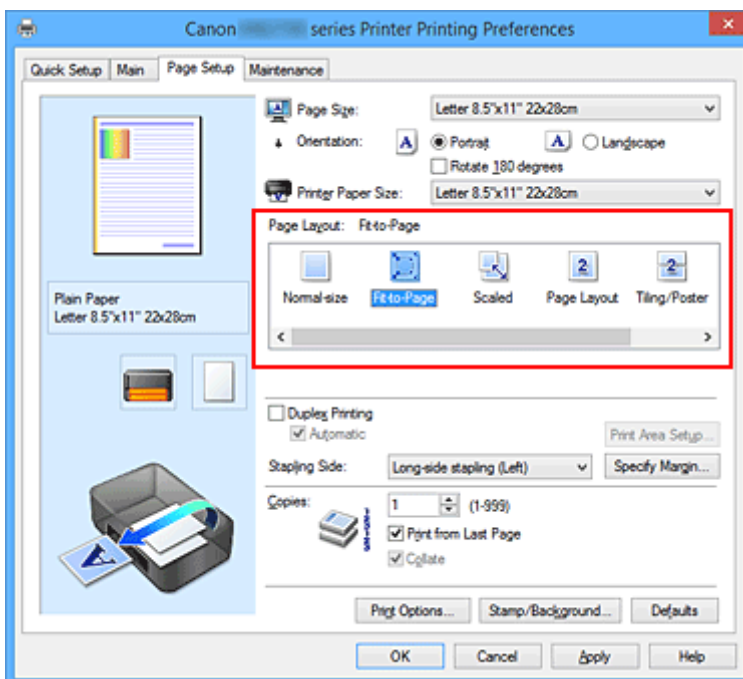 Canon series Printer Printing Preferences
Quick Setup Main Page Setup Maintenance
Page Size: Letter 8.5"x11" 22x28cm
Orientation: A Portrait A Landscape
Rotate 180 degrees
Printer Paper Size: Letter 8.5"x11" 22x28cm
Page Layout: Fit-to-Page
Normal-size Fit-to-Page Scaled Page Layout Tiling/Poster
Plain Paper
Letter 8.5"x11" 22x28cm
Duplex Printing
Automatic
Print Area Setup...
Stapling Side: Long-side stapling (Left) Specify Margin...
Copies: 1 (1-999)
Print from Last Page
Collate
Print Options... Stamp/Background... Defaults
OK Cancel Apply Help